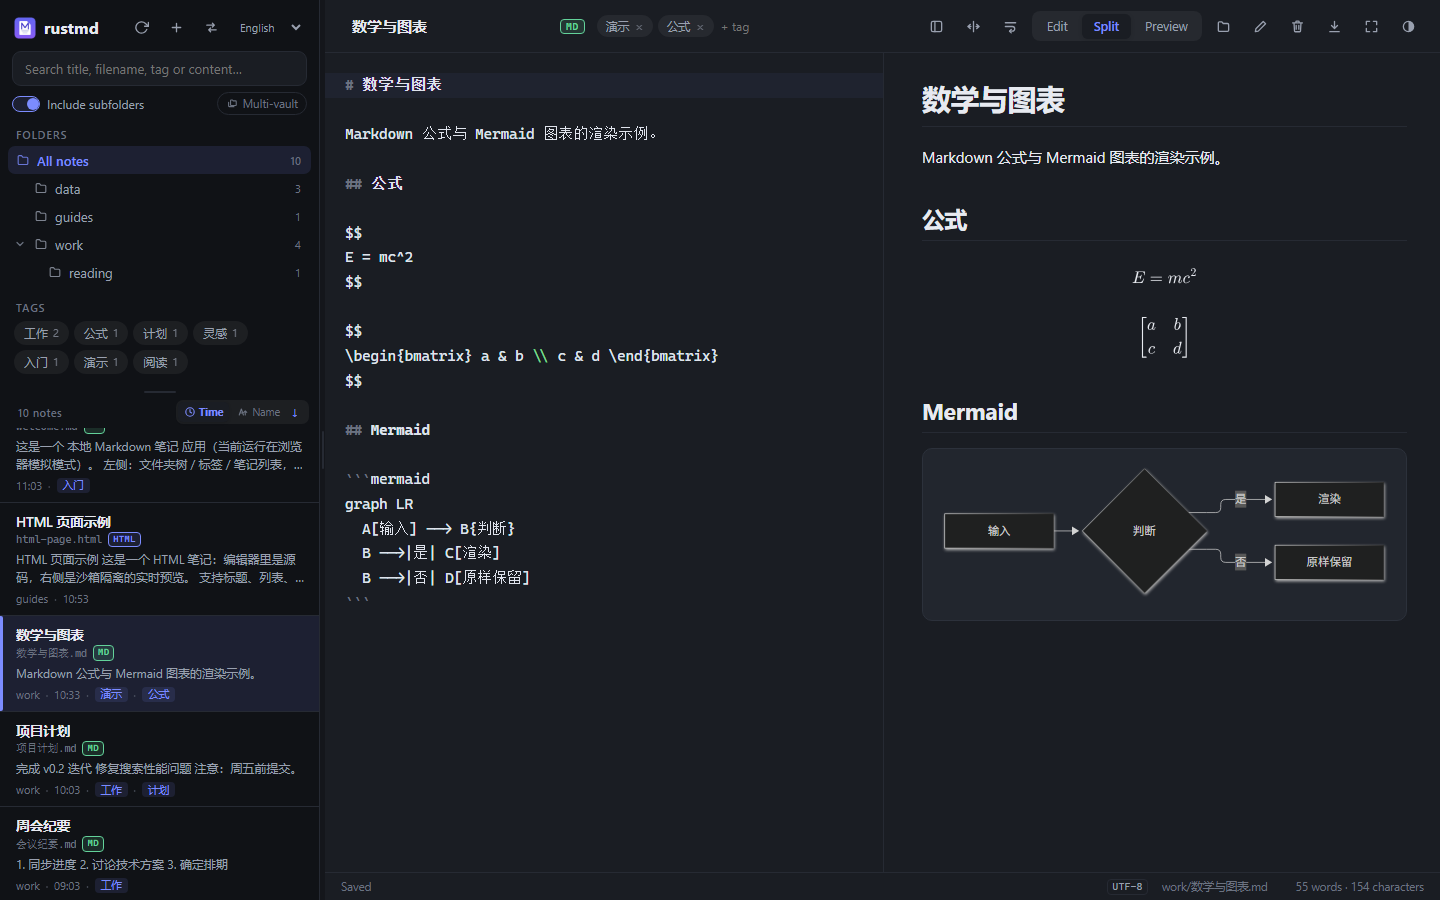 rustmd
English
Search title, filename, tag or content...
Include subfolders
Multi-vault
FOLDERS
All notes 10
data 3
guides 1
work 4
reading 1
TAGS
工作 2 公式 1 计划 1 灵感 1
入门 1 演示 1 阅读 1
10 notes
Time Name ↓
这是一个 本地 Markdown 笔记 应用（当前运行在浏览
器模拟模式）。 左侧：文件夹树 / 标签 / 笔记列表，...
11:03 · 入门
HTML 页面示例
html-page.html HTML
HTML 页面示例 这是一个 HTML 笔记：编辑器里是源
码，右侧是沙箱隔离的实时预览。 支持标题、列表、...
guides · 10:53
数学与图表
数学与图表.md MD
Markdown 公式与 Mermaid 图表的渲染示例。
work · 10:33 · 演示 · 公式
项目计划
项目计划.md MD
完成 v0.2 迭代 修复搜索性能问题 注意：周五前提交。
work · 10:03 · 工作 · 计划
周会纪要
会议纪要.md MD
1. 同步进度 2. 讨论技术方案 3. 确定排期
work · 09:03 · 工作
数学与图表 MD 演示 × 公式 × + tag
Edit Split Preview
# 数学与图表
Markdown 公式与 Mermaid 图表的渲染示例。
## 公式
$$
E = mc^2
$$
$$
\begin{bmatrix} a & b \\ c & d \end{bmatrix}
$$
## Mermaid
```mermaid
graph LR
A[输入] --> B{判断}
B -->|是| C[渲染]
B -->|否| D[原样保留]
```
数学与图表
Markdown 公式与 Mermaid 图表的渲染示例。
公式
E = mc²
a b
c d
Mermaid
输入
判断
是
渲染
否
原样保留
Saved
UTF-8 work/数学与图表.md 55 words · 154 characters